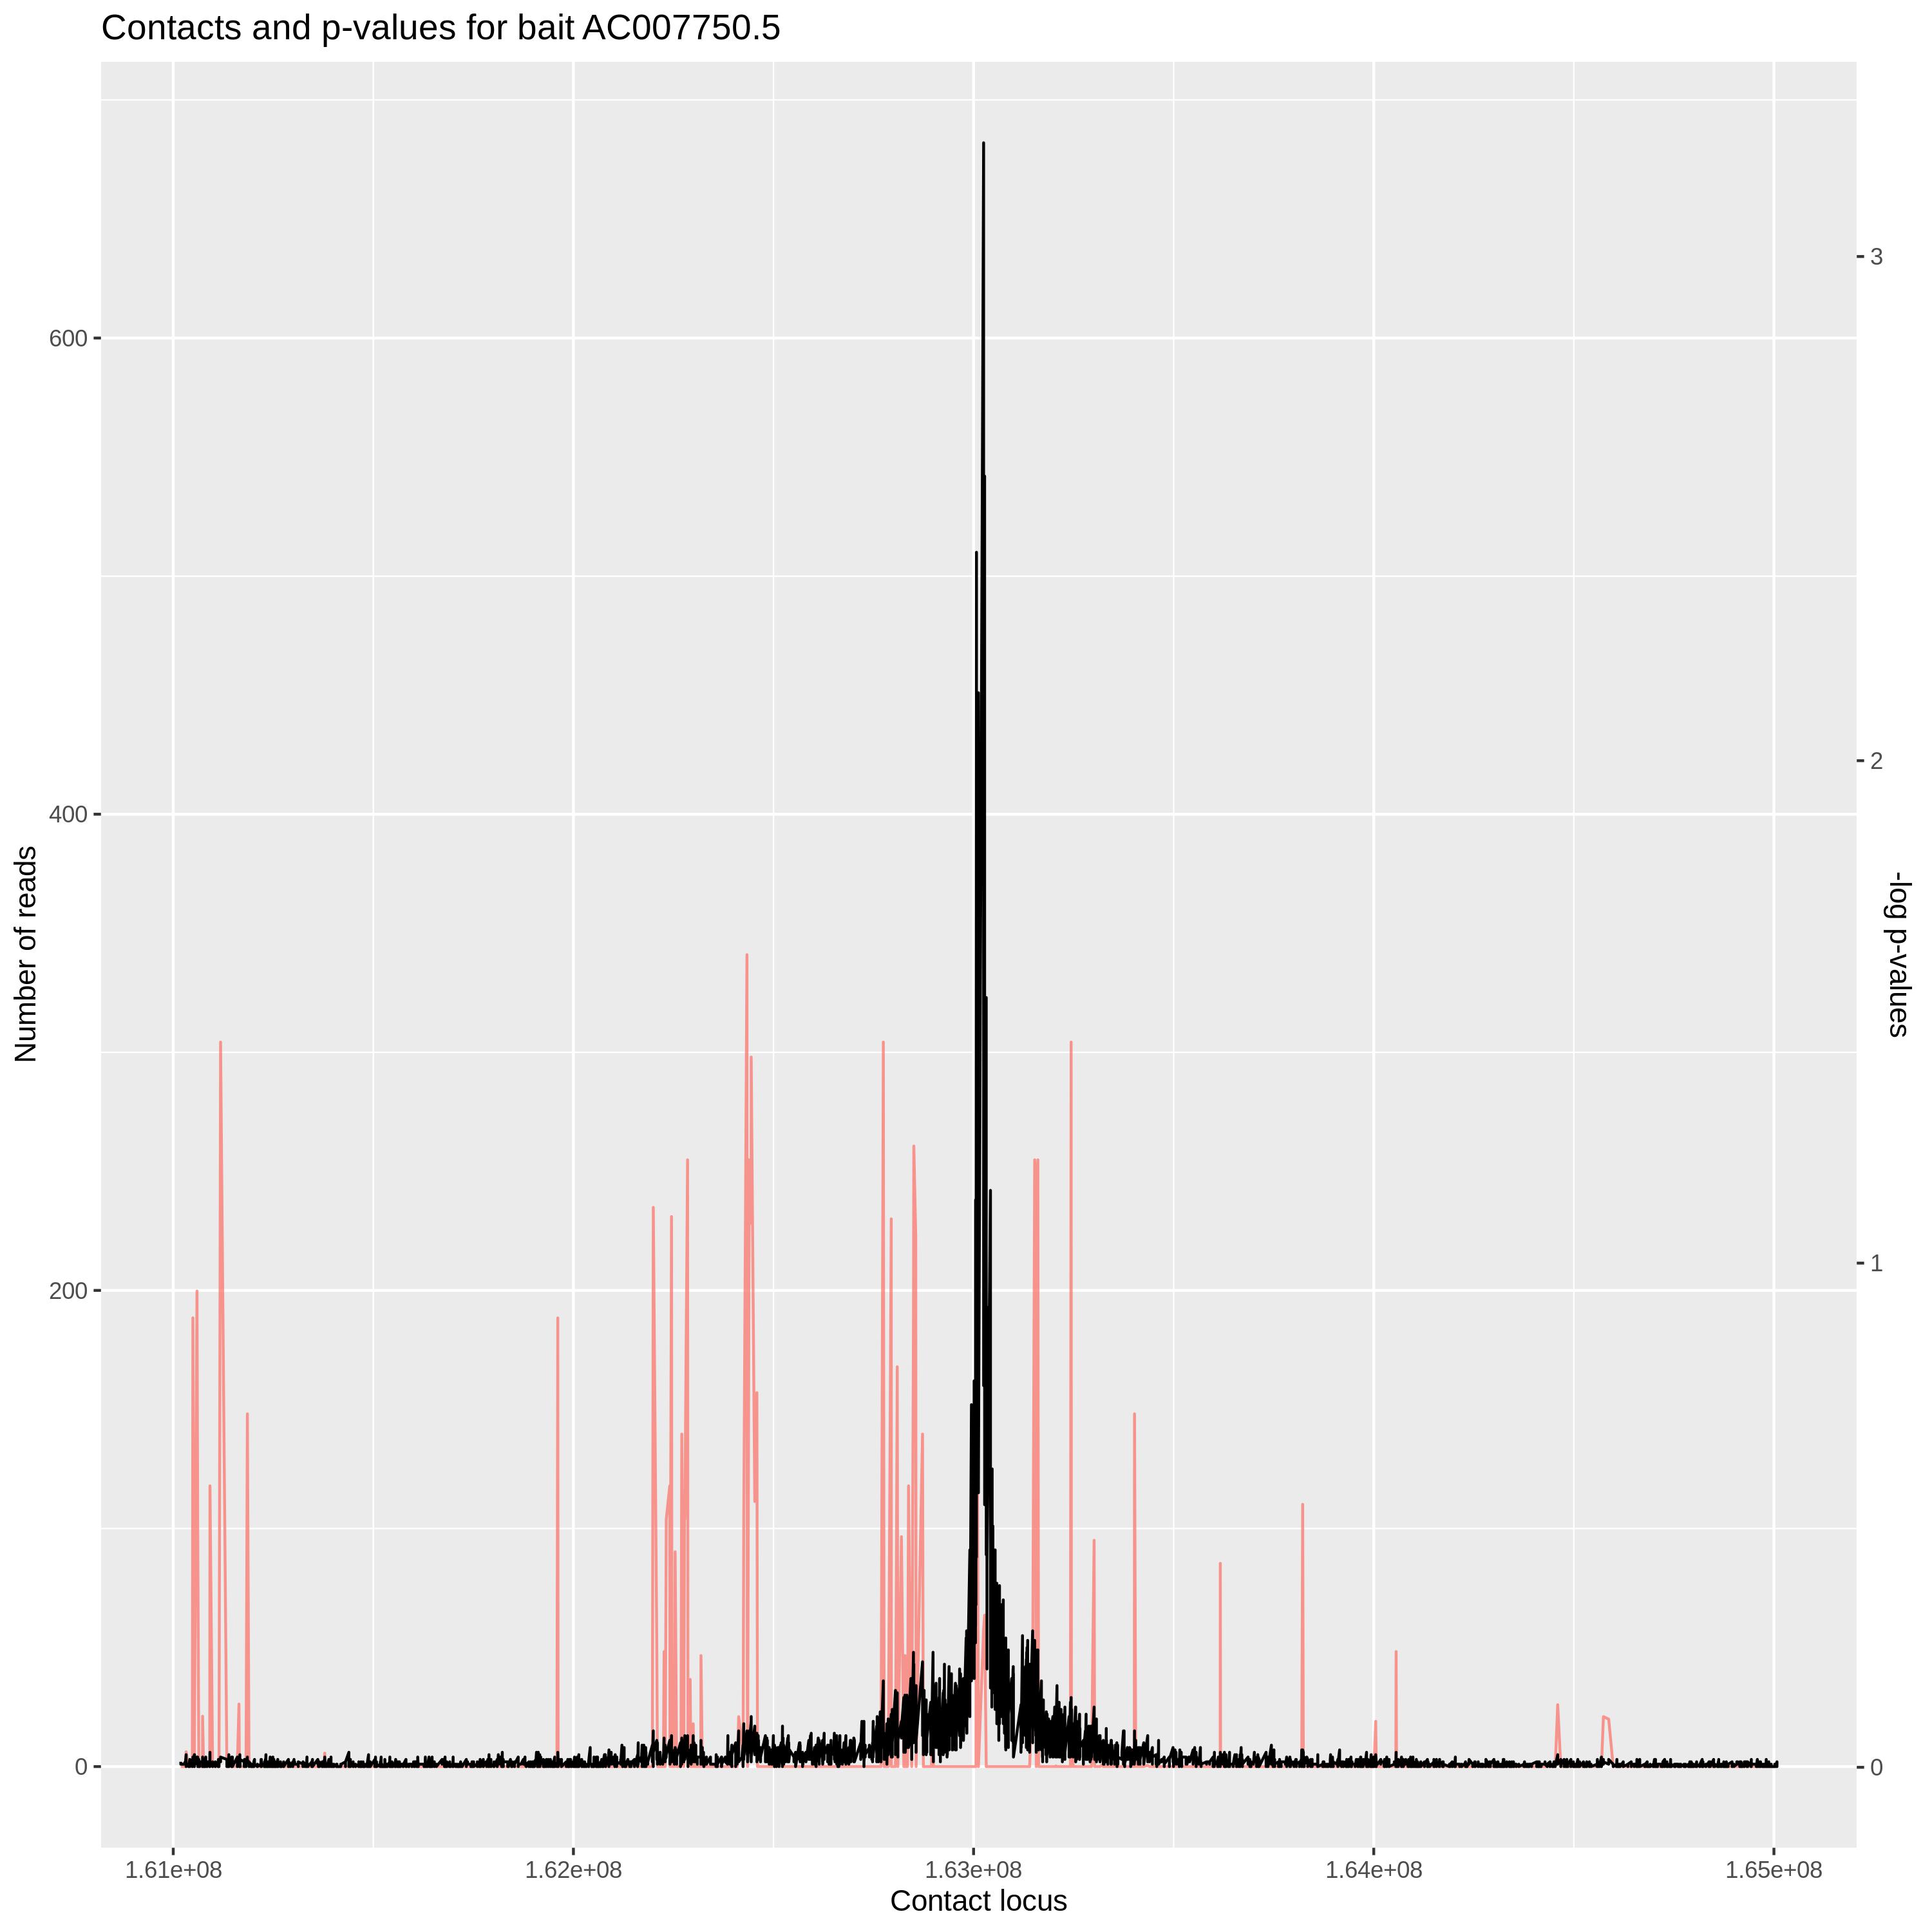 Contacts and p-values for bait AC007750.5
Number of reads
600
400
200
0
3
2
1
0
-log p-values
1.61e+08
1.62e+08
1.63e+08
1.64e+08
1.65e+08
Contact locus